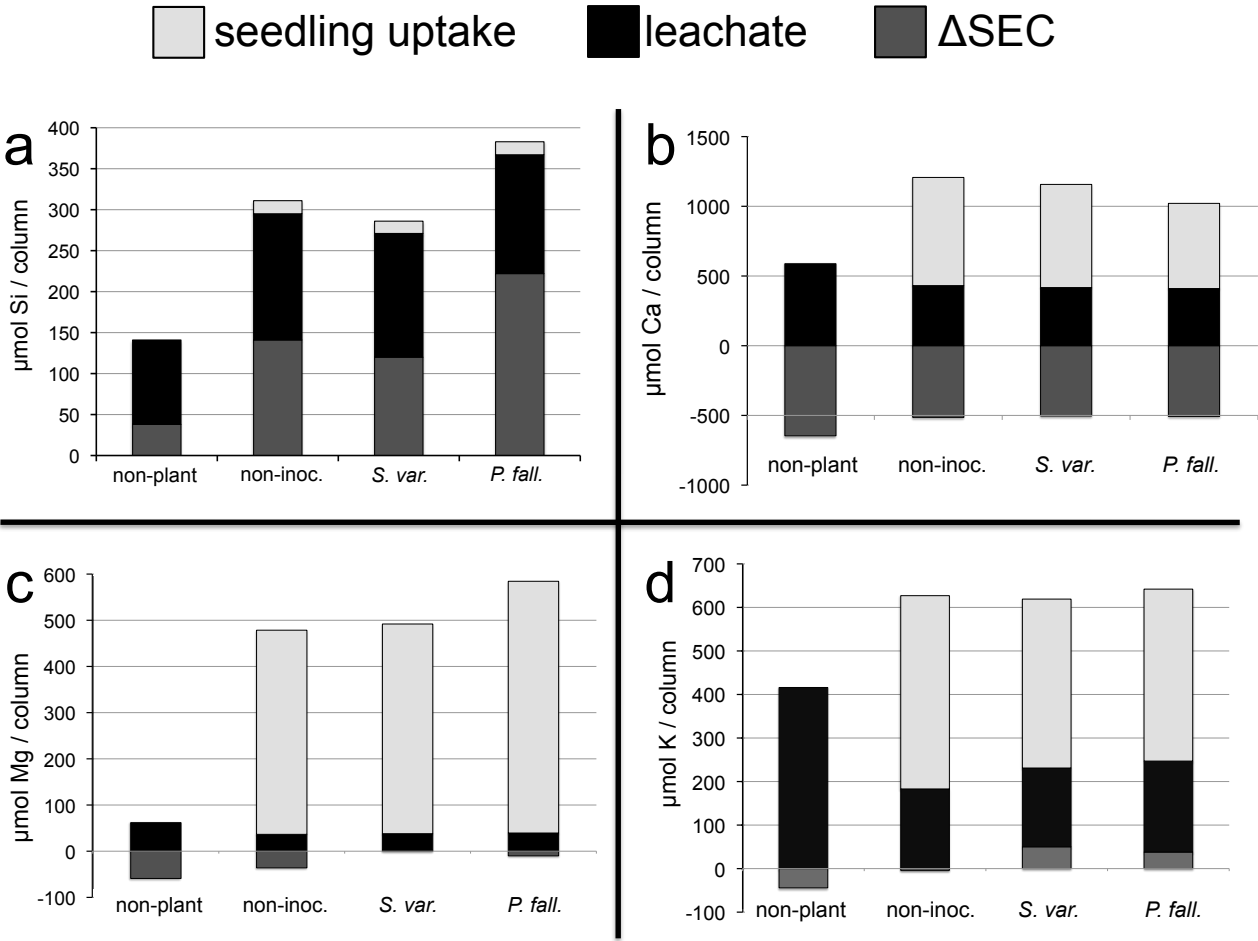 seedling uptake leachate ΔSEC
a
µmol Si / column
400
350
300
250
200
150
100
50
0
non-plant non-inoc. S. var. P. fall.
b
µmol Ca / column
1500
1000
500
0
-500
-1000
non-plant non-inoc. S. var. P. fall.
c
µmol Mg / column
600
500
400
300
200
100
0
-100
non-plant non-inoc. S. var. P. fall.
d
µmol K / column
700
600
500
400
300
200
100
0
-100
non-plant non-inoc. S. var. P. fall.